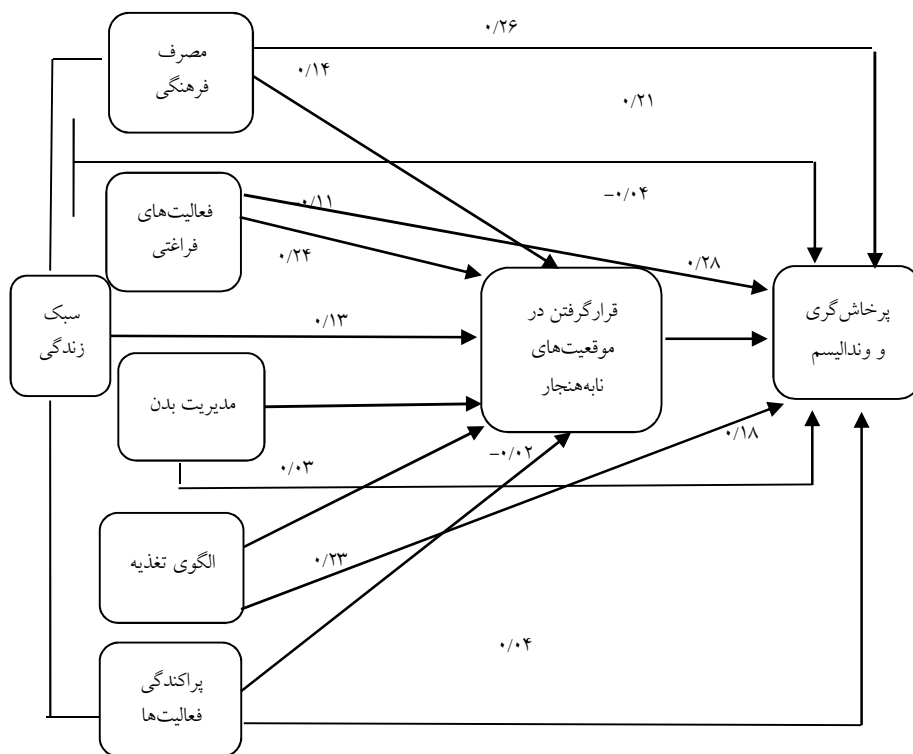 ۰/۲۶
مصرف
فرهنگی
۰/۱۴
۰/۲۱
۰/۱۱
-۰/۰۴
فعالیت‌های
فراغتی
۰/۲۴
۰/۲۸
سبک
زندگی
۰/۱۳
قرارگرفتن در
موقعیت‌های
نابه‌هنجار
پرخاش‌گری
و وندالیسم
مدیریت بدن
۰/۰۳
-۰/۰۲
۰/۱۸
الگوی تغذیه
۰/۲۳
۰/۰۴
پراکندگی
فعالیت‌ها